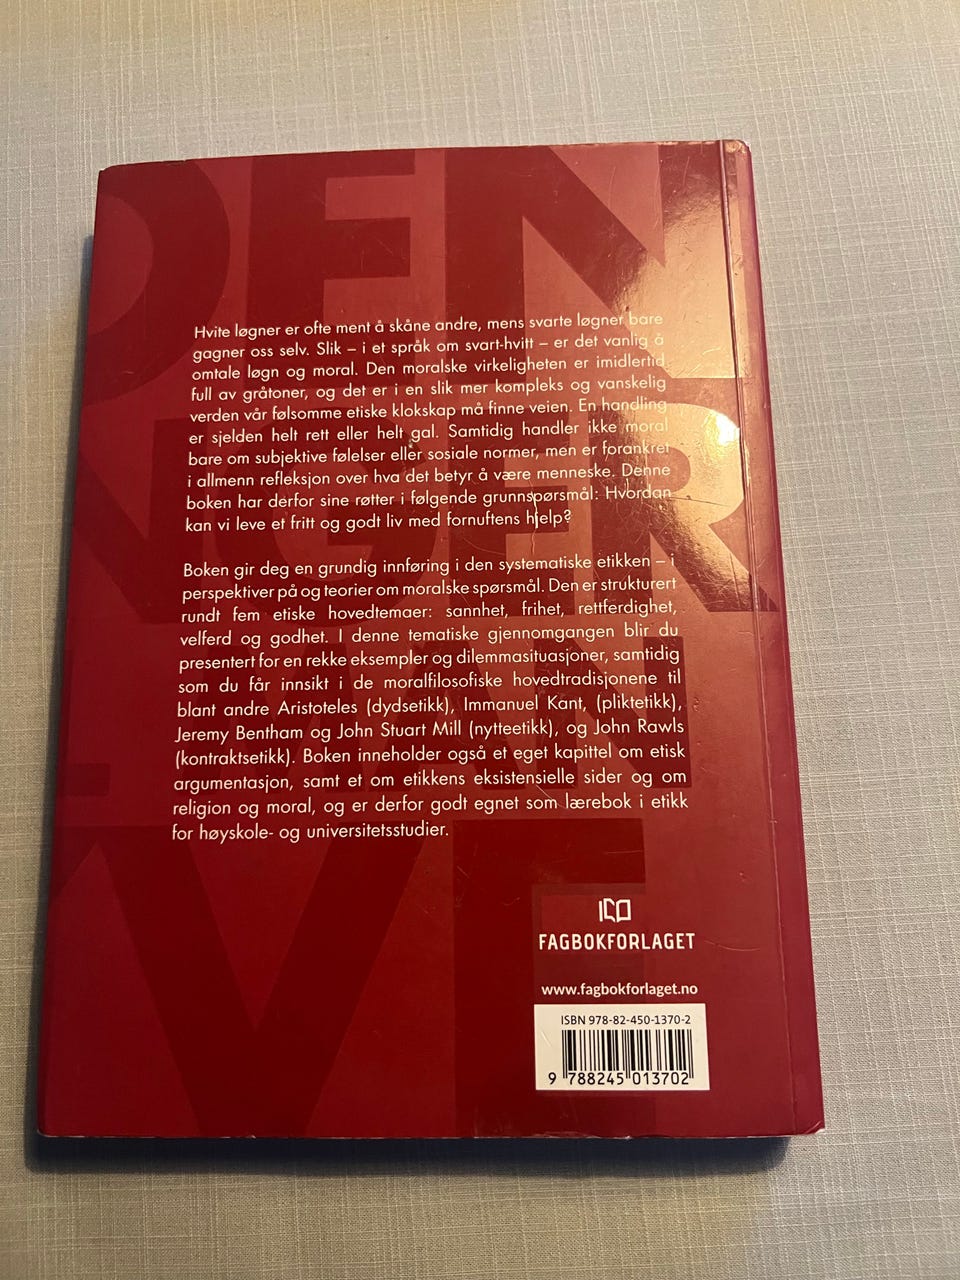 DEN
Hvite løgner er ofte ment å skåne andre, mens svarte løgner bare
gagner oss selv. Slik – i et språk om svart-hvitt – er det vanlig å
omtale løgn og moral. Den moralske virkeligheten er imidlertid
full av gråtoner, og det er i en slik mer kompleks og vanskelig
verden vår følsomme etiske klokskap må finne veien. En handling
er sjelden helt rett eller helt gal. Samtidig handler ikke moral
bare om subjektive følelser eller sosiale normer, men er forankret
i allmenn refleksjon over hva det betyr å være menneske. Denne
boken har derfor sine røtter i følgende grunnspørsmål: Hvordan
kan vi leve et fritt og godt liv med fornuftens hjelp?
NGER
Boken gir deg en grundig innføring i den systematiske etikken – i
perspektiver på og teorier om moralske spørsmål. Den er strukturert
rundt fem etiske hovedtemaer: sannhet, frihet, rettferdighet,
velferd og godhet. I denne tematiske gjennomgangen blir du
presentert for en rekke eksempler og dilemmasituasjoner, samtidig
som du får innsikt i de moralfilosofiske hovedtradisjonene til
blant andre Aristoteles (dydsetikk), Immanuel Kant, (pliktetikk),
Jeremy Bentham og John Stuart Mill (nytteetikk), og John Rawls
(kontraktsetikk). Boken inneholder også et eget kapittel om etisk
argumentasjon, samt et om etikkens eksistensielle sider og om
religion og moral, og er derfor godt egnet som lærebok i etikk
for høyskole- og universitetsstudier.
MAN
YVE
FAGBOKFORLAGET
www.fagbokforlaget.no
ISBN 978-82-450-1370-2
9 788245 013702